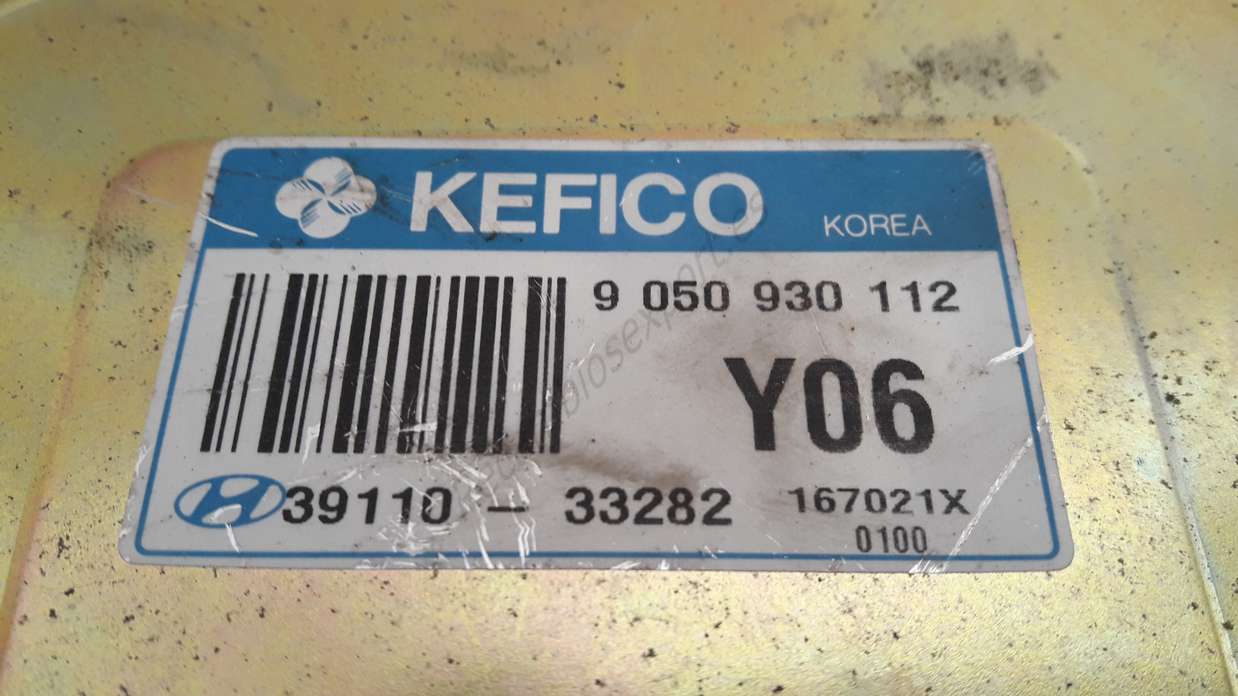 KEFICO KOREA
9 050 930 112
Y06
39110 - 33282 167021X
0100